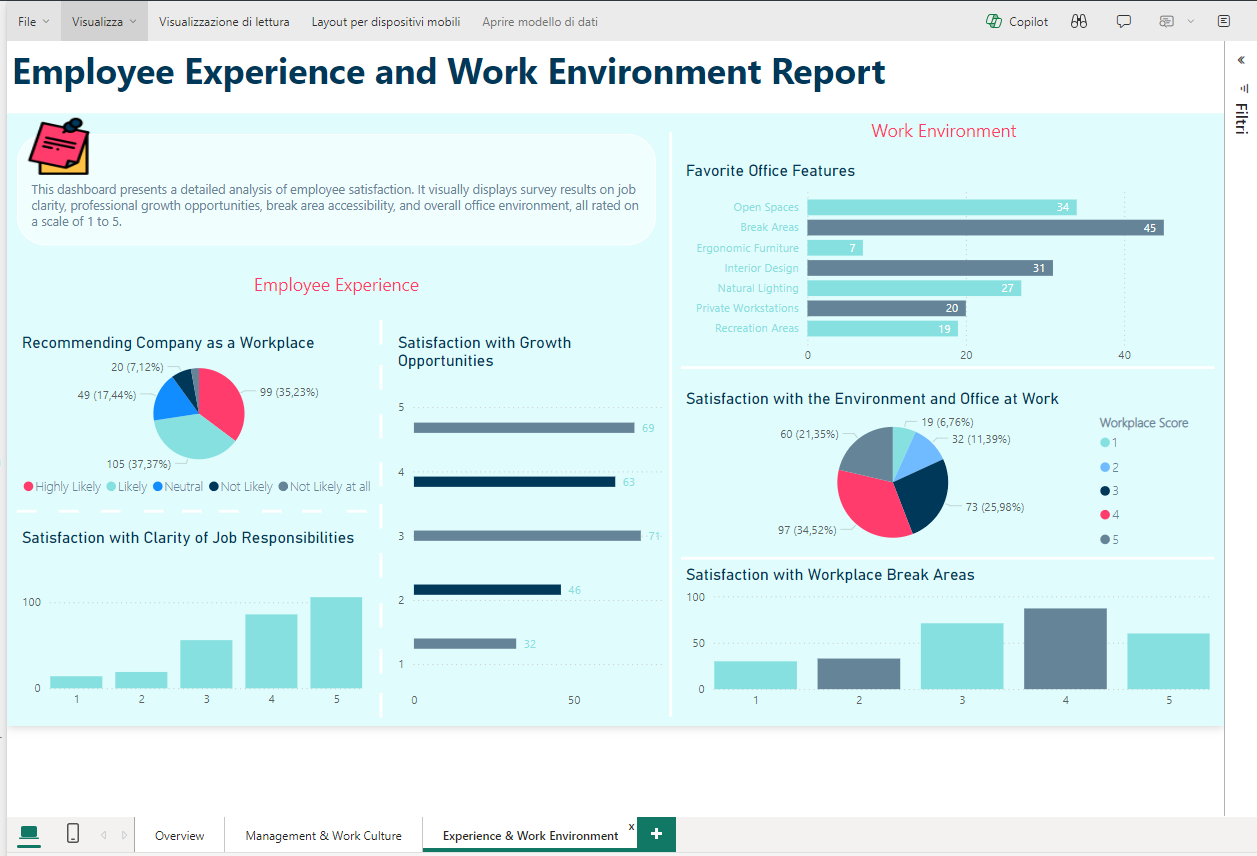 File
Visualizza
Visualizzazione di lettura
Layout per dispositivi mobili
Aprire modello di dati
Copilot
Employee Experience and Work Environment Report
Filtri
This dashboard presents a detailed analysis of employee satisfaction. It visually displays survey results on job
clarity, professional growth opportunities, break area accessibility, and overall office environment, all rated on
a scale of 1 to 5.
Employee Experience
Recommending Company as a Workplace
20 (7,12%)
49 (17,44%)
99 (35,23%)
105 (37,37%)
Highly Likely
Likely
Neutral
Not Likely
Not Likely at all
Satisfaction with Clarity of Job Responsibilities
100
0
1
2
3
4
5
Satisfaction with Growth
Opportunities
5
69
4
63
3
71
2
46
1
32
0
50
Work Environment
Favorite Office Features
Open Spaces 34
Break Areas 45
Ergonomic Furniture 7
Interior Design 31
Natural Lighting 27
Private Workstations 20
Recreation Areas 19
0
20
40
Satisfaction with the Environment and Office at Work
60 (21,35%)
19 (6,76%)
32 (11,39%)
73 (25,98%)
97 (34,52%)
Workplace Score
1
2
3
4
5
Satisfaction with Workplace Break Areas
100
50
0
1
2
3
4
5
Overview
Management & Work Culture
Experience & Work Environment
x
+